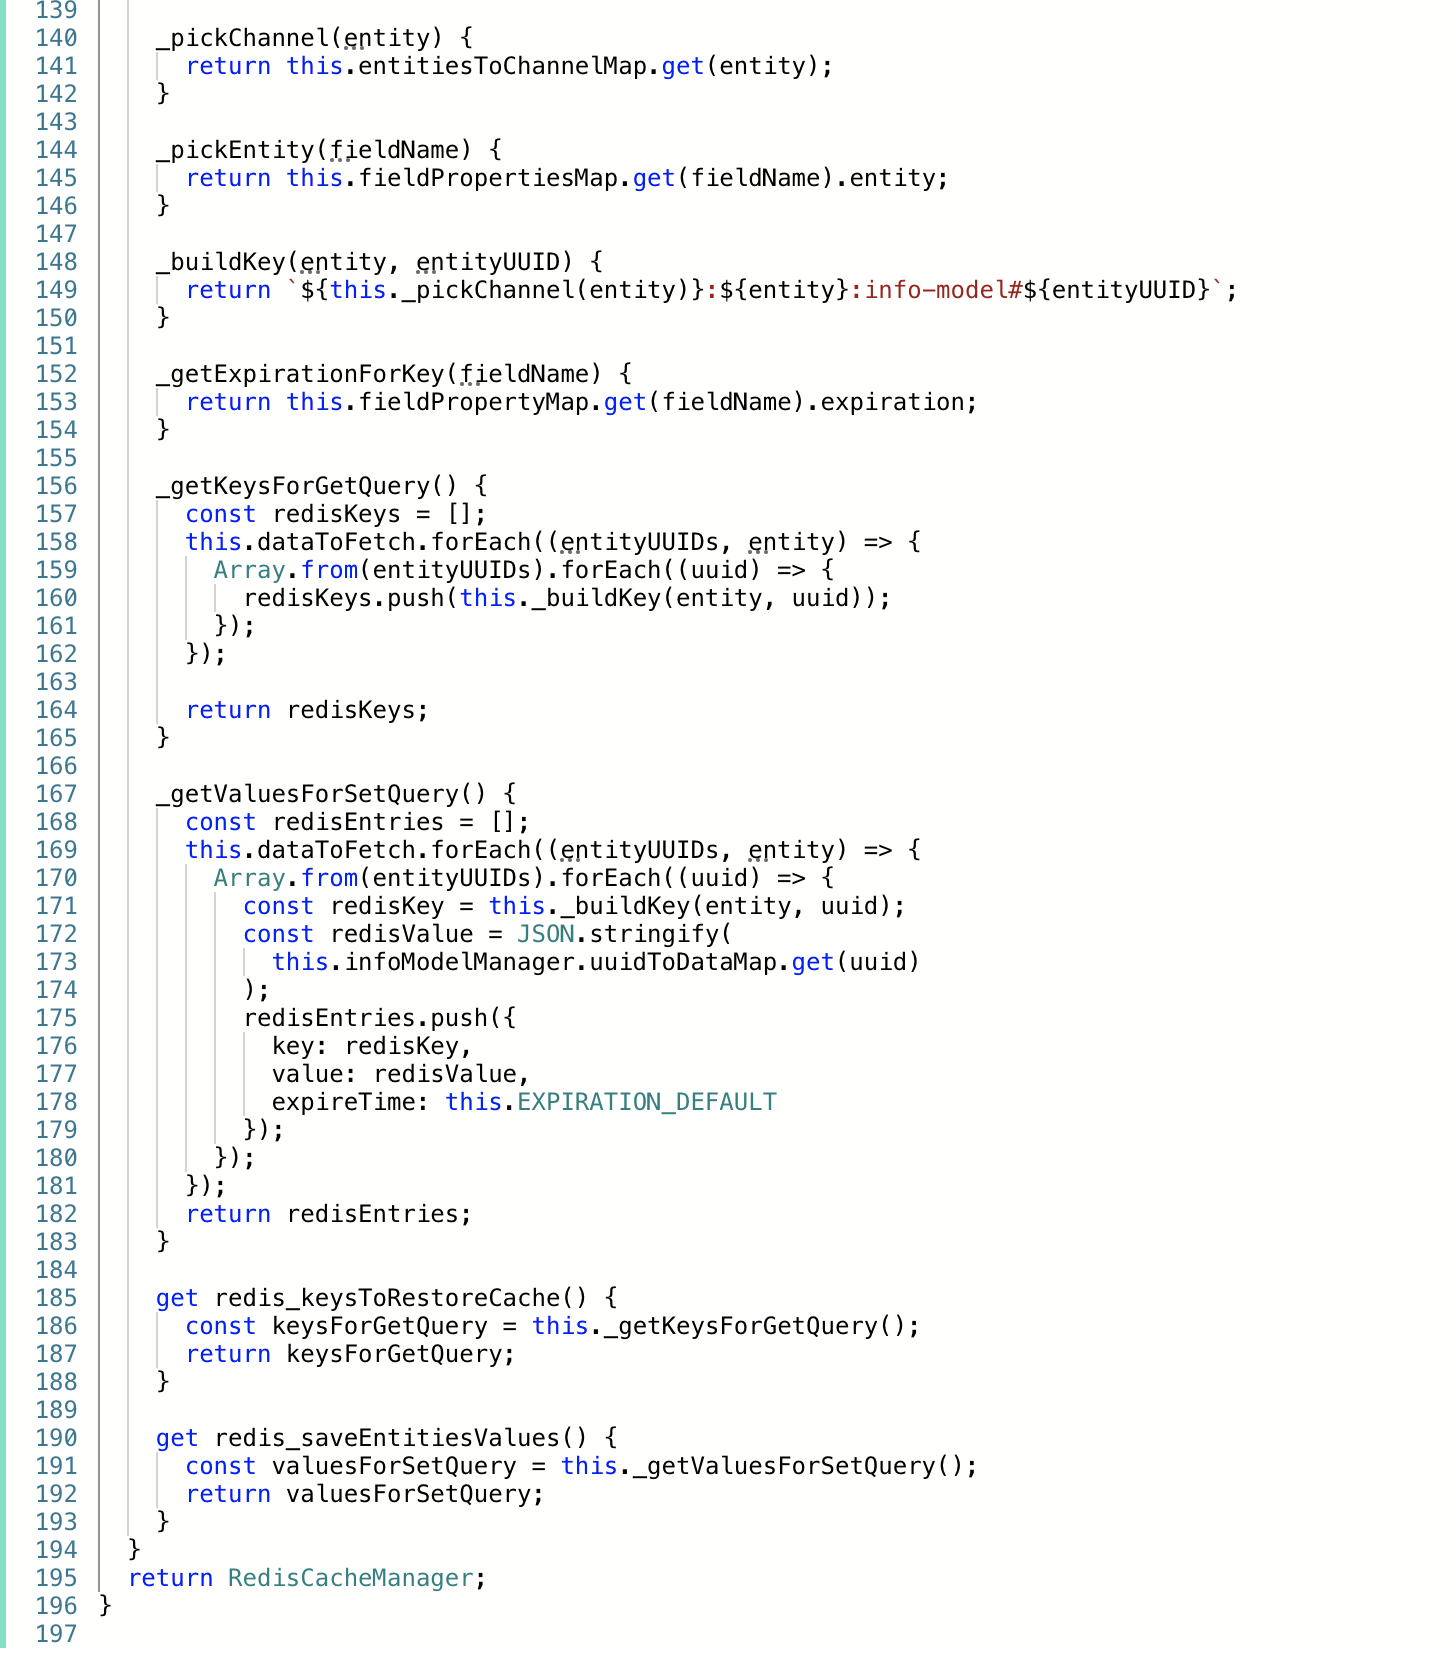 139
140 _pickChannel(entity) {
141 return this.entitiesToChannelMap.get(entity);
142 }
143
144 _pickEntity(fieldName) {
145 return this.fieldPropertiesMap.get(fieldName).entity;
146 }
147
148 _buildKey(entity, entityUUID) {
149 return `${this._pickChannel(entity)}:${entity}:info-model#${entityUUID}`;
150 }
151
152 _getExpirationForKey(fieldName) {
153 return this.fieldPropertyMap.get(fieldName).expiration;
154 }
155
156 _getKeysForGetQuery() {
157 const redisKeys = [];
158 this.dataToFetch.forEach((entityUUIDs, entity) => {
159 Array.from(entityUUIDs).forEach((uuid) => {
160 redisKeys.push(this._buildKey(entity, uuid));
161 });
162 });
163
164 return redisKeys;
165 }
166
167 _getValuesForSetQuery() {
168 const redisEntries = [];
169 this.dataToFetch.forEach((entityUUIDs, entity) => {
170 Array.from(entityUUIDs).forEach((uuid) => {
171 const redisKey = this._buildKey(entity, uuid);
172 const redisValue = JSON.stringify(
173 this.infoModelManager.uuidToDataMap.get(uuid)
174 );
175 redisEntries.push({
176 key: redisKey,
177 value: redisValue,
178 expireTime: this.EXPIRATION_DEFAULT
179 });
180 });
181 });
182 return redisEntries;
183 }
184
185 get redis_keysToRestoreCache() {
186 const keysForGetQuery = this._getKeysForGetQuery();
187 return keysForGetQuery;
188 }
189
190 get redis_saveEntitiesValues() {
191 const valuesForSetQuery = this._getValuesForSetQuery();
192 return valuesForSetQuery;
193 }
194 }
195 return RedisCacheManager;
196 }
197